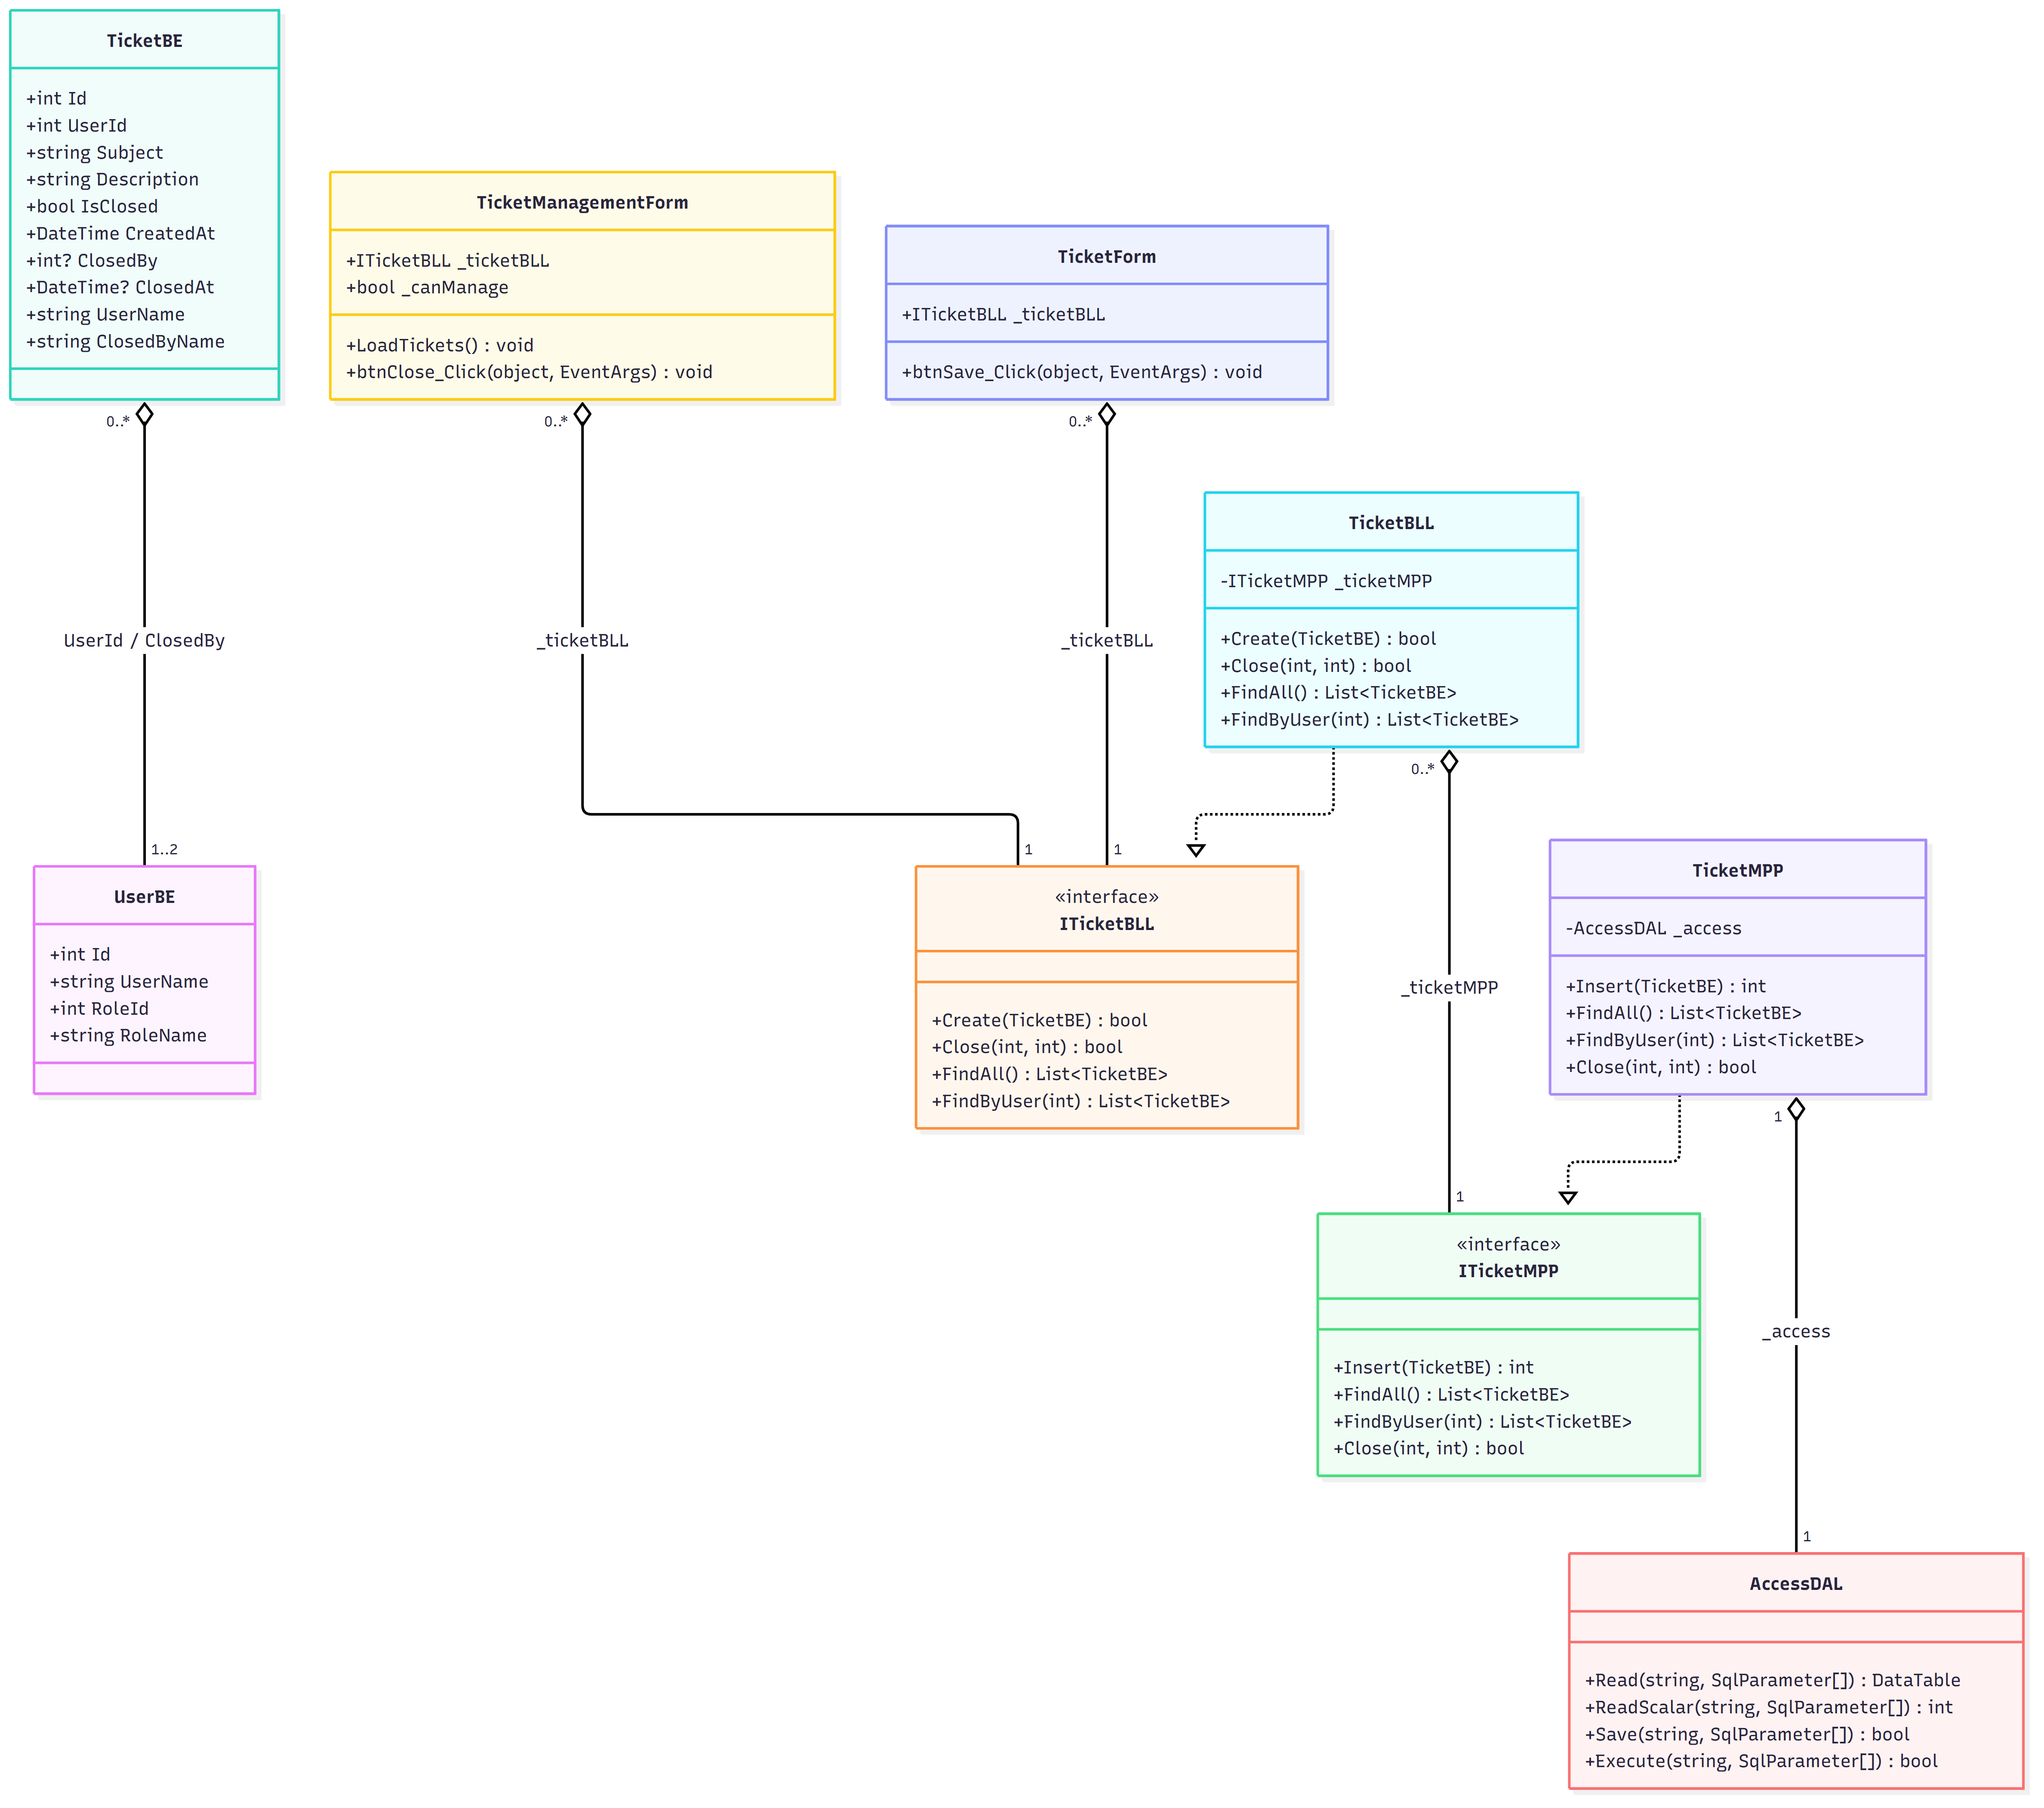 TicketBE
+int Id
+int UserId
+string Subject
+string Description
+bool IsClosed
+DateTime CreatedAt
+int? ClosedBy
+DateTime? ClosedAt
+string UserName
+string ClosedByName
0..*
UserId / ClosedBy
1..2
UserBE
+int Id
+string UserName
+int RoleId
+string RoleName
TicketManagementForm
+ITicketBLL _ticketBLL
+bool _canManage
+LoadTickets() : void
+btnClose_Click(object, EventArgs) : void
0..*
_ticketBLL
1
TicketForm
+ITicketBLL _ticketBLL
+btnSave_Click(object, EventArgs) : void
0..*
_ticketBLL
1
TicketBLL
-ITicketMPP _ticketMPP
+Create(TicketBE) : bool
+Close(int, int) : bool
+FindAll() : List<TicketBE>
+FindByUser(int) : List<TicketBE>
0..*
_ticketMPP
1
«interface»
ITicketBLL
+Create(TicketBE) : bool
+Close(int, int) : bool
+FindAll() : List<TicketBE>
+FindByUser(int) : List<TicketBE>
TicketMPP
-AccessDAL _access
+Insert(TicketBE) : int
+FindAll() : List<TicketBE>
+FindByUser(int) : List<TicketBE>
+Close(int, int) : bool
1
_access
1
«interface»
ITicketMPP
+Insert(TicketBE) : int
+FindAll() : List<TicketBE>
+FindByUser(int) : List<TicketBE>
+Close(int, int) : bool
AccessDAL
+Read(string, SqlParameter[]) : DataTable
+ReadScalar(string, SqlParameter[]) : int
+Save(string, SqlParameter[]) : bool
+Execute(string, SqlParameter[]) : bool